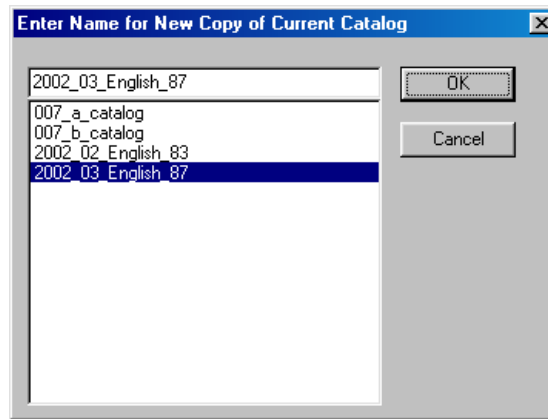 Enter Name for New Copy of Current Catalog
2002_03_English_87
OK
007_a_catalog
007_b_catalog
2002_02_English_83
2002_03_English_87
Cancel